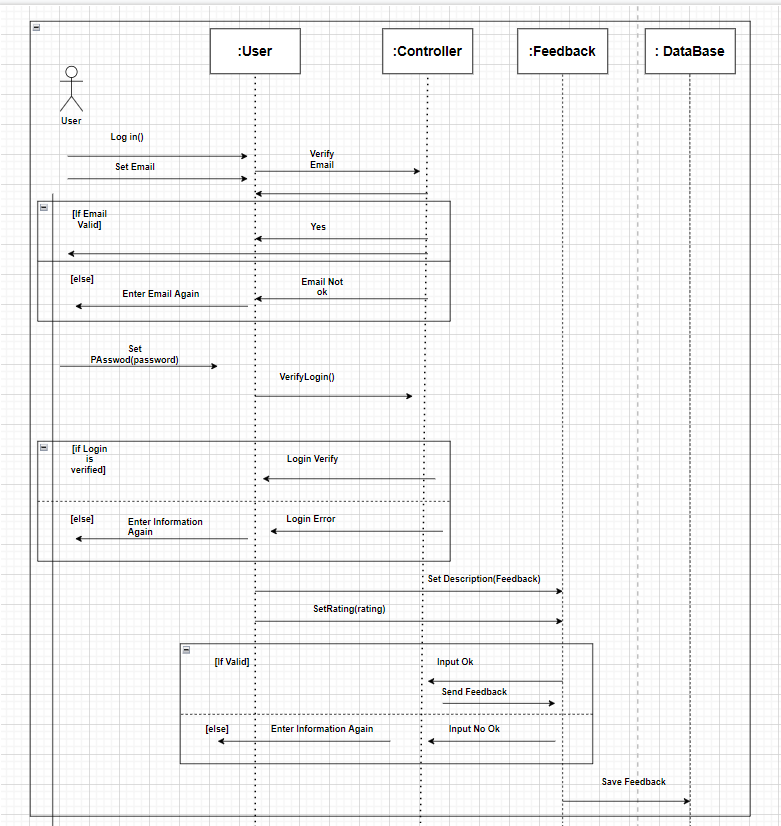 :User
:Controller
:Feedback
: DataBase
User
Log in()
Set Email
Verify
Email
[If Email
Valid]
Yes
[else]
Email Not
ok
Enter Email Again
Set
PAsswod(password)
VerifyLogin()
[if Login
is
verified]
Login Verify
[else]
Enter Information
Again
Login Error
Set Description(Feedback)
SetRating(rating)
[If Valid]
Input Ok
Send Feedback
[else]
Enter Information Again
Input No Ok
Save Feedback